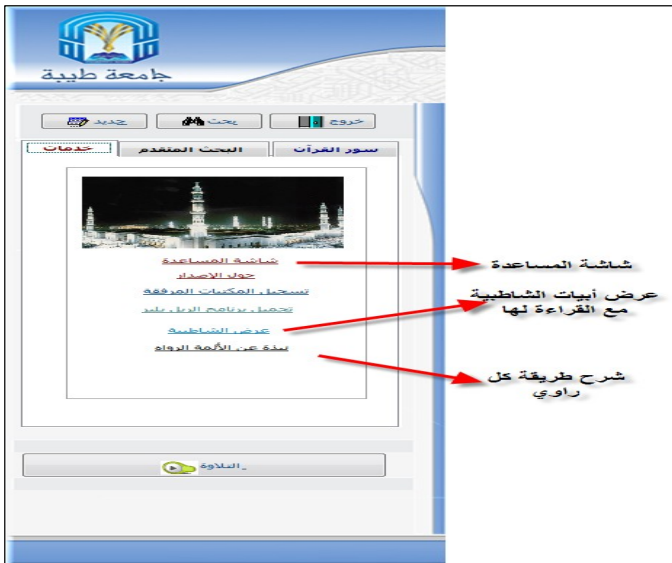 جامعة طيبة
خروج
بحث
جديد
سور القرآن
البحث المتقدم
خدمات
شاشة المساعدة
حول الإصدار
تسجيل المكتبات المرفقة
تحميل برنامج الريل بلير
عرض الشاطبية
نبذة عن الأئمة الرواه
التلاوة
شاشة المساعدة
عرض أبيات الشاطبية
مع القراءة لها
شرح طريقة كل
راوي